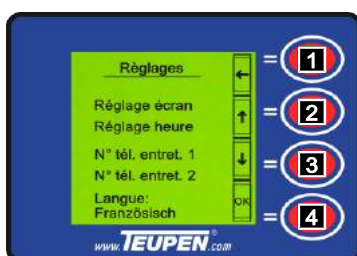 Réglages
Réglage écran
Réglage heure
N° tél. entret. 1
N° tél. entret. 2
Langue:
Französisch
OK
= 1
= 2
= 3
= 4
www.TEUPEN.com